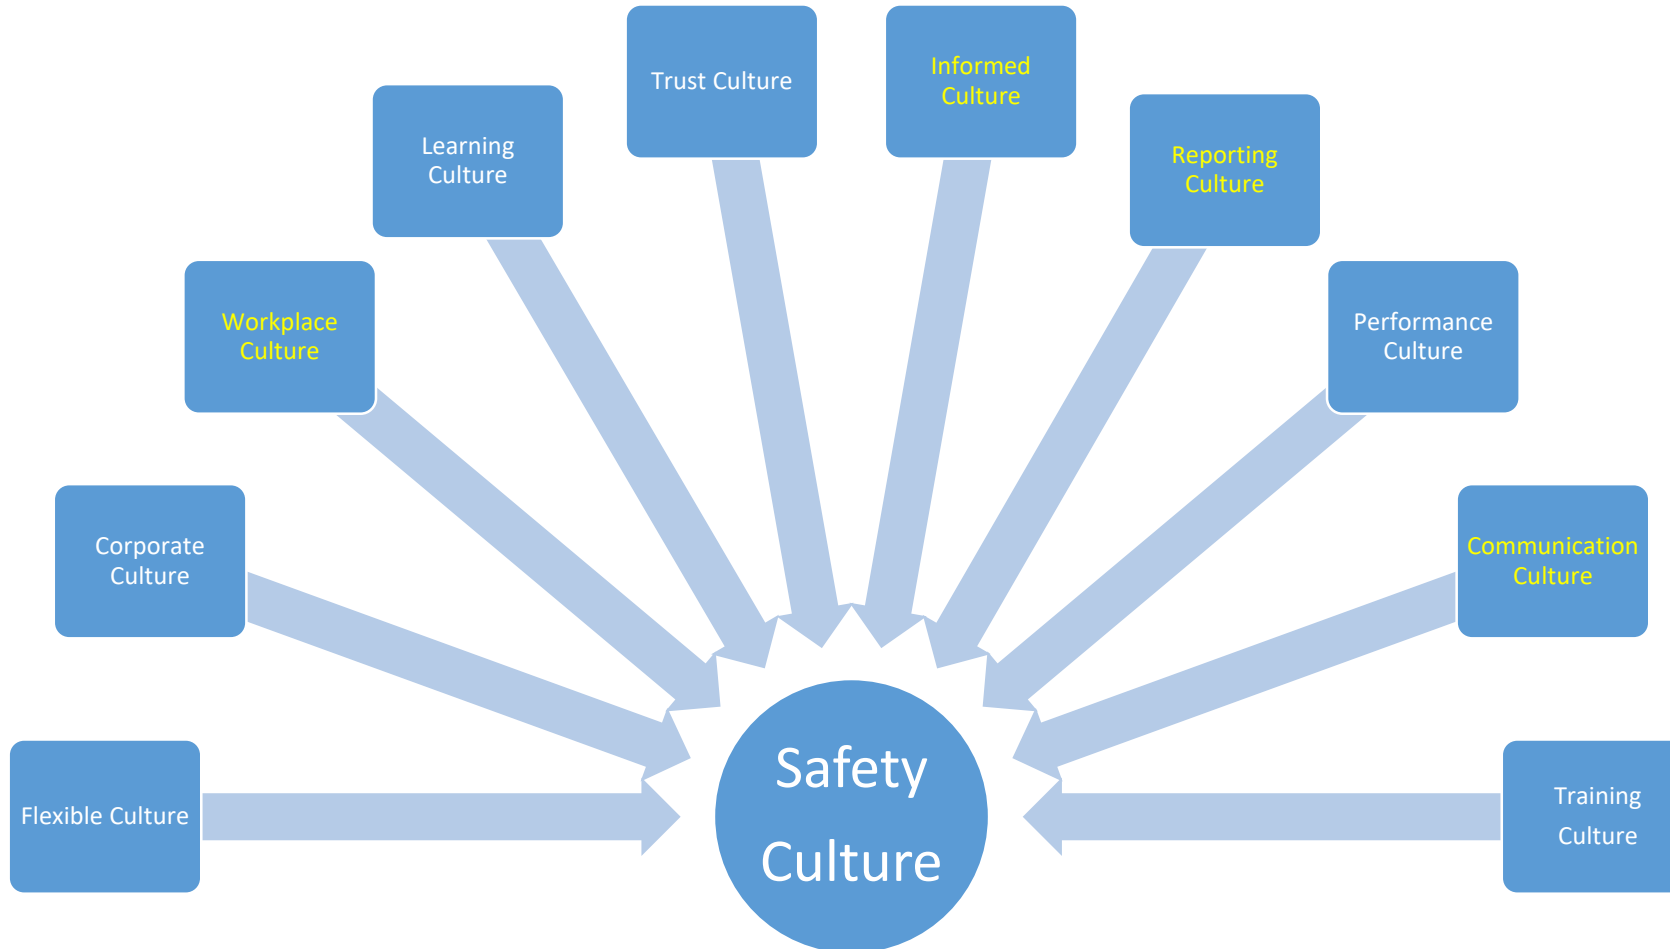 Trust Culture
Informed
Culture
Learning
Culture
Reporting
Culture
Workplace
Culture
Performance
Culture
Corporate
Culture
Communication
Culture
Flexible Culture
Safety
Culture
Training
Culture